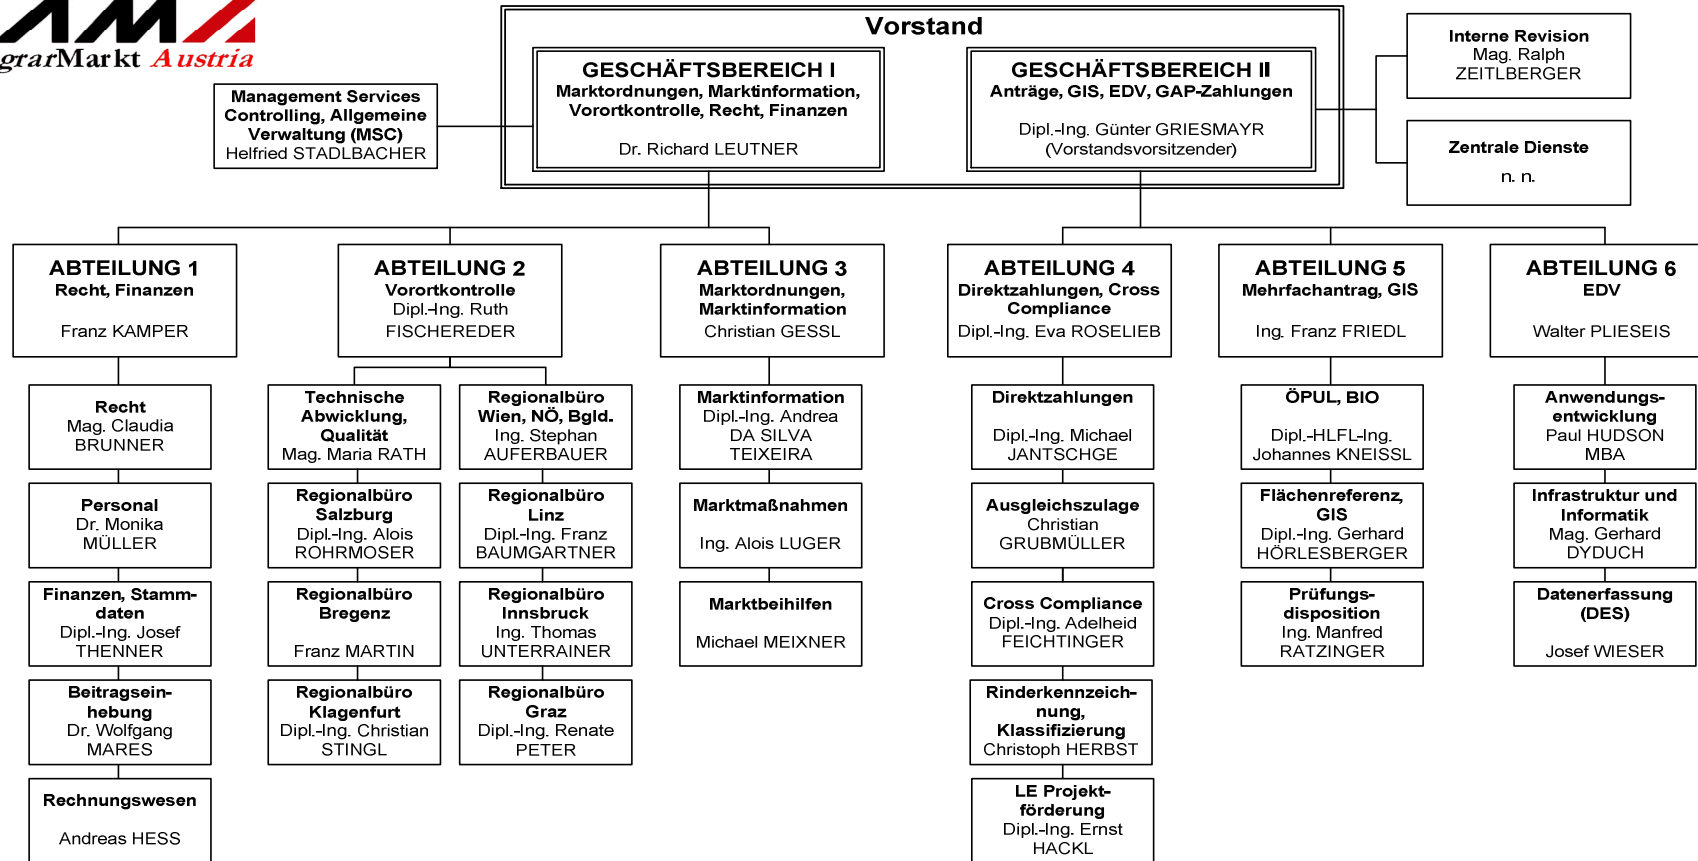 grarMarkt Austria
Vorstand
GESCHÄFTSBEREICH I
Marktordnungen, Marktinformation,
Vorortkontrolle, Recht, Finanzen
Dr. Richard LEUTNER
GESCHÄFTSBEREICH II
Anträge, GIS, EDV, GAP-Zahlungen
Dipl.-Ing. Günter GRIESMAYR
(Vorstandsvorsitzender)
Interne Revision
Mag. Ralph
ZEITLBERGER
Management Services
Controlling, Allgemeine
Verwaltung (MSC)
Helfried STADLBACHER
Zentrale Dienste
n. n.
ABTEILUNG 1
Recht, Finanzen
Franz KAMPER
ABTEILUNG 2
Vorortkontrolle
Dipl.-Ing. Ruth
FISCHEREDER
ABTEILUNG 3
Marktordnungen,
Marktinformation
Christian GESSL
ABTEILUNG 4
Direktzahlungen, Cross
Compliance
Dipl.-Ing. Eva ROSELIEB
ABTEILUNG 5
Mehrfachantrag, GIS
Ing. Franz FRIEDL
ABTEILUNG 6
EDV
Walter PLIESEIS
Recht
Mag. Claudia
BRUNNER
Personal
Dr. Monika
MÜLLER
Finanzen, Stamm-
daten
Dipl.-Ing. Josef
THENNER
Beitragsein-
hebung
Dr. Wolfgang
MARES
Rechnungswesen
Andreas HESS
Technische
Abwicklung,
Qualität
Mag. Maria RATH
Regionalbüro
Salzburg
Dipl.-Ing. Alois
ROHRMOSER
Regionalbüro
Bregenz
Franz MARTIN
Regionalbüro
Klagenfurt
Dipl.-Ing. Christian
STINGL
Regionalbüro
Wien, NÖ, Bgld.
Ing. Stephan
AUFERBAUER
Regionalbüro
Linz
Dipl.-Ing. Franz
BAUMGARTNER
Regionalbüro
Innsbruck
Ing. Thomas
UNTERRAINER
Regionalbüro
Graz
Dipl.-Ing. Renate
PETER
Marktinformation
Dipl.-Ing. Andrea
DA SILVA
TEIXEIRA
Marktmaßnahmen
Ing. Alois LUGER
Marktbeihilfen
Michael MEIXNER
Direktzahlungen
Dipl.-Ing. Michael
JANTSCHGE
Ausgleichszulage
Christian
GRUBMÜLLER
Cross Compliance
Dipl.-Ing. Adelheid
FEICHTINGER
Rinderkennzeich-
nung,
Klassifizierung
Christoph HERBST
LE Projekt-
förderung
Dipl.-Ing. Ernst
HACKL
ÖPUL, BIO
Dipl.-HLFL-Ing.
Johannes KNEISSL
Flächenreferenz,
GIS
Dipl.-Ing. Gerhard
HÖRLESBERGER
Prüfungs-
disposition
Ing. Manfred
RATZINGER
Anwendungs-
entwicklung
Paul HUDSON
MBA
Infrastruktur und
Informatik
Mag. Gerhard
DYDUCH
Datenerfassung
(DES)
Josef WIESER